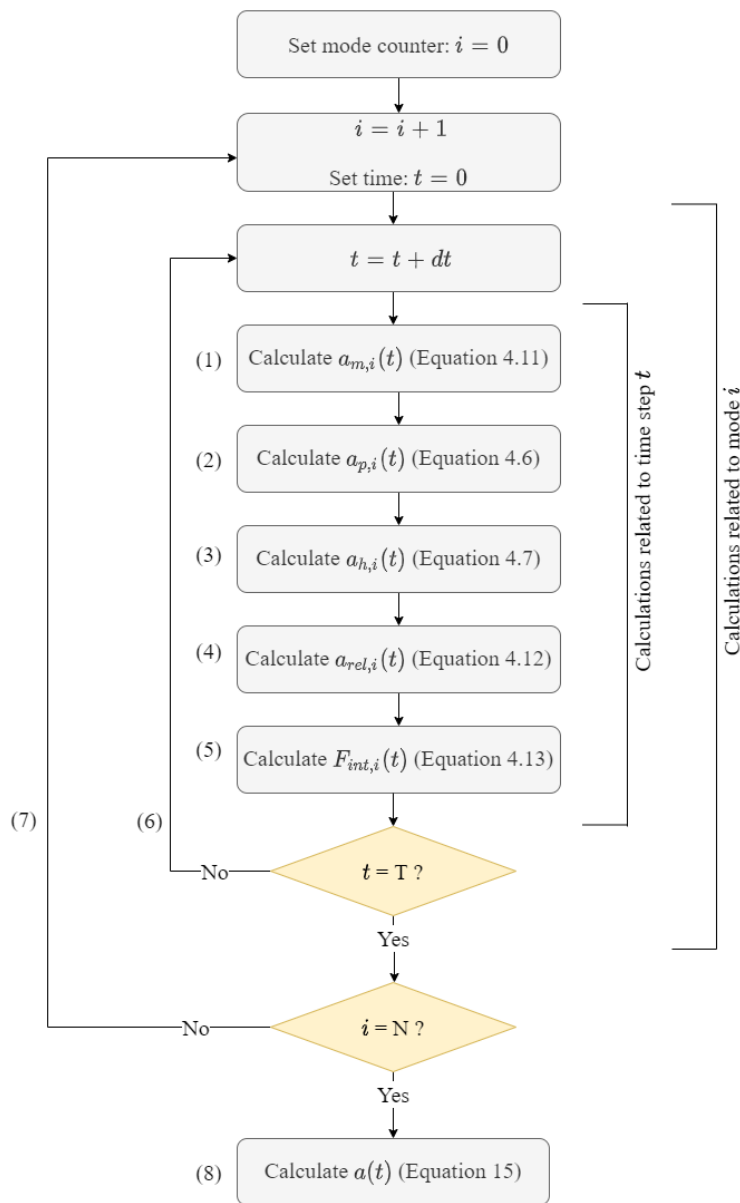 Set mode counter: i = 0
i = i + 1
Set time: t = 0
t = t + dt
(1)
Calculate a_{m,i}(t) (Equation 4.11)
(2)
Calculate a_{p,i}(t) (Equation 4.6)
(3)
Calculate a_{h,i}(t) (Equation 4.7)
(4)
Calculate a_{rel,i}(t) (Equation 4.12)
(5)
Calculate F_{int,i}(t) (Equation 4.13)
Calculations related to time step t
Calculations related to mode i
(7)
(6)
t = T ?
No
Yes
i = N ?
No
Yes
(8)
Calculate a(t) (Equation 15)